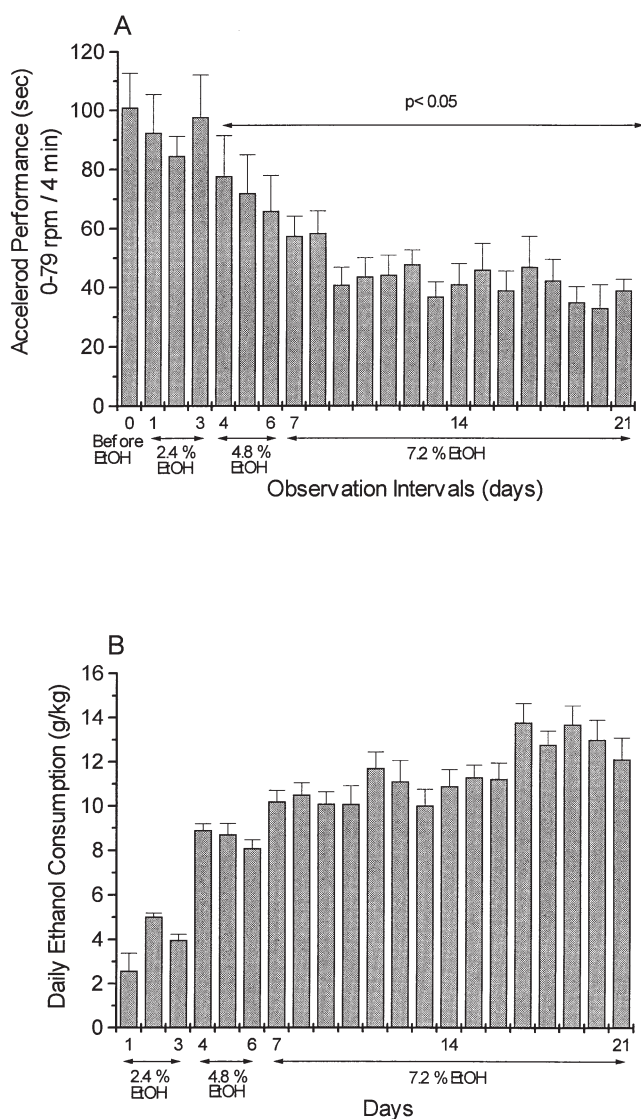 A
Accelerod Performance (sec)
0-79 rpm / 4 min
120
100
80
60
40
20
0
p< 0.05
0 1 3 4 6 7 14 21
Before
EtOH
2.4 %
EtOH
4.8 %
EtOH
7.2 % EtOH
Observation Intervals (days)
B
Daily Ethanol Consumption (g/kg)
16
14
12
10
8
6
4
2
0
1 3 4 6 7 14 21
2.4 %
EtOH
4.8 %
EtOH
7.2 % EtOH
Days